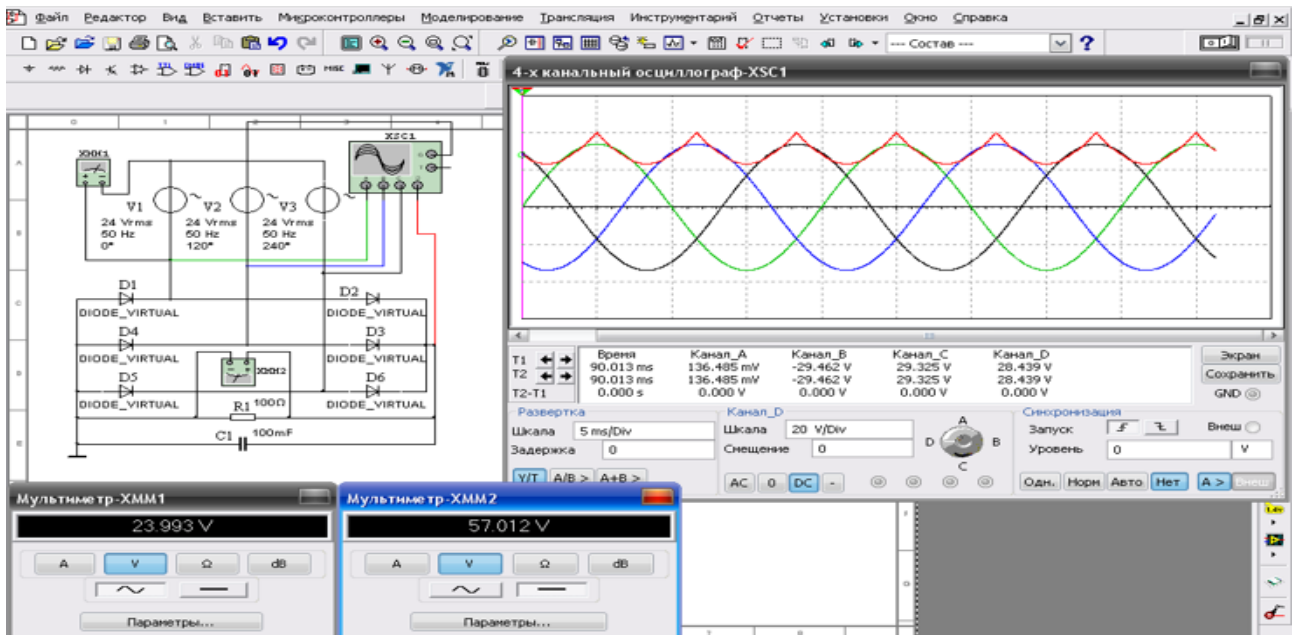 Файл Редактор Вид Вставить Микроконтроллеры Моделирование Трансляция Инструментарий Отчеты Установки Окно Справка
--- Состав ---
4-х канальный осциллограф-XSC1
0 1 2 3 4
XSC1
XMM1
V1 V2 V3
24 Vrms 24 Vrms 24 Vrms
50 Hz 50 Hz 50 Hz
0° 120° 240°
D1 D2
DIODE_VIRTUAL DIODE_VIRTUAL
D4 D3
DIODE_VIRTUAL DIODE_VIRTUAL
XMM2
D5 D6
DIODE_VIRTUAL DIODE_VIRTUAL
R1 100Ω
C1 100mF
Время Канал_A Канал_B Канал_C Канал_D
T1 90.013 ms 136.485 mV -29.462 V 29.325 V 28.439 V
T2 90.013 ms 136.485 mV -29.462 V 29.325 V 28.439 V
T2-T1 0.000 s 0.000 V 0.000 V 0.000 V 0.000 V
Экран
Сохранить
GND
Развертка Канал_D Синхронизация
Шкала 5 ms/Div Шкала 20 V/Div A B C D Запуск Внеш
Задержка 0 Смещение 0 Уровень 0 V
Y/T A/B > A+B > AC 0 DC - Одн. Норм Авто Нет A > Внеш
Мультиметр-XMM1 Мультиметр-XMM2
23.993 V 57.012 V
A V Ω dB A V Ω dB
Параметры... Параметры...